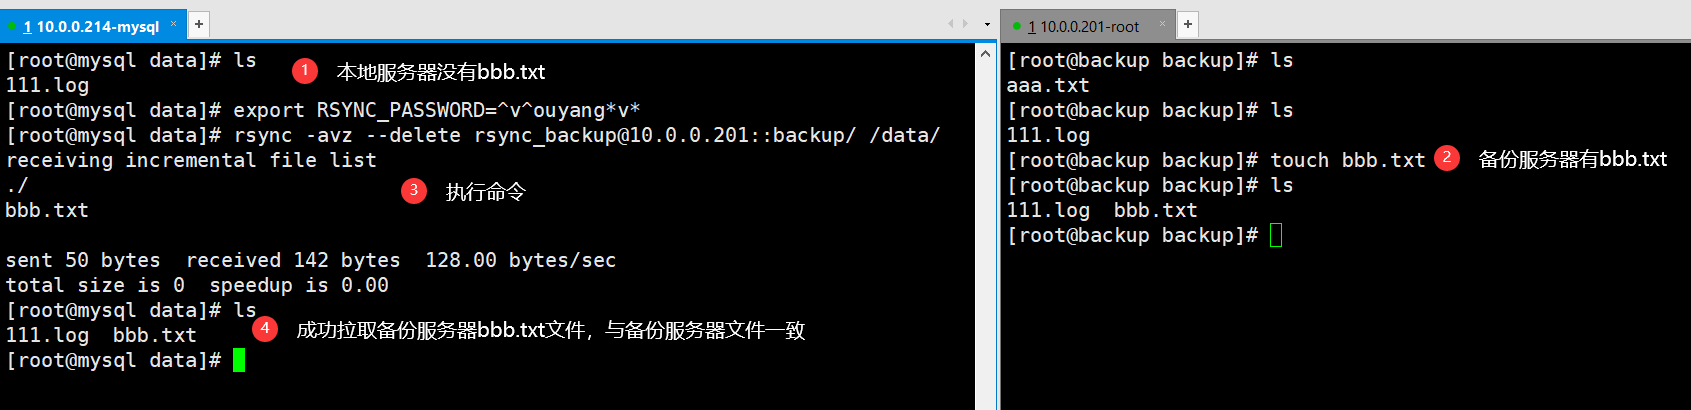 1 10.0.0.214-mysql
[root@mysql data]# ls
1 本地服务器没有bbb.txt
111.log
[root@mysql data]# export RSYNC_PASSWORD=^v^ouyang*v*
[root@mysql data]# rsync -avz --delete rsync_backup@10.0.0.201::backup/ /data/
receiving incremental file list
./
3 执行命令
bbb.txt
sent 50 bytes  received 142 bytes  128.00 bytes/sec
total size is 0  speedup is 0.00
[root@mysql data]# ls
4 成功拉取备份服务器bbb.txt文件，与备份服务器文件一致
111.log  bbb.txt
[root@mysql data]#
1 10.0.0.201-root
[root@backup backup]# ls
aaa.txt
[root@backup backup]# ls
111.log
[root@backup backup]# touch bbb.txt 2 备份服务器有bbb.txt
[root@backup backup]# ls
111.log  bbb.txt
[root@backup backup]#